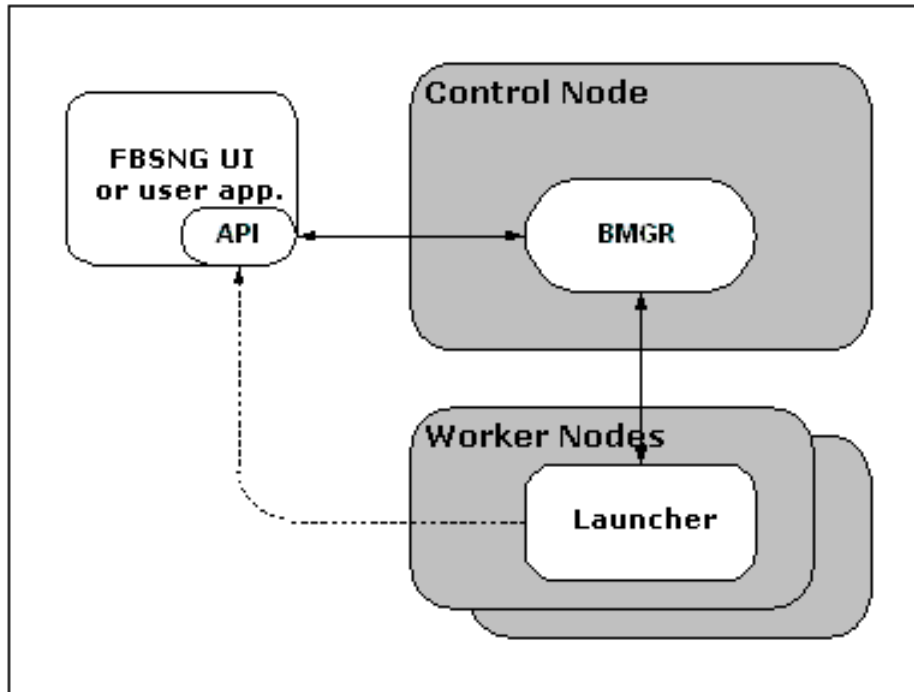 Control Node
FBSNG UI
or user app.
API
BMGR
Worker Nodes
Launcher